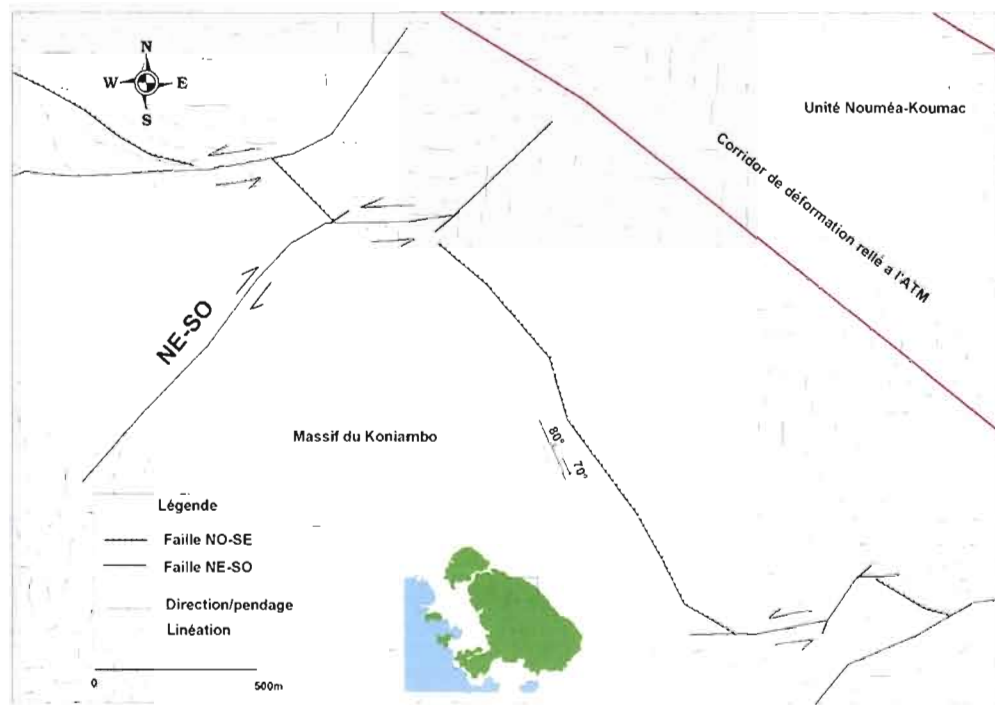 N
W E
S
Unité Nouméa-Koumac
Corridor de déformation rellé a l'ATM
NE-SO
Massif du Koniambo
80°
70°
Légende
Faille NO-SE
Faille NE-SO
Direction/pendage
Linéation
0 500m